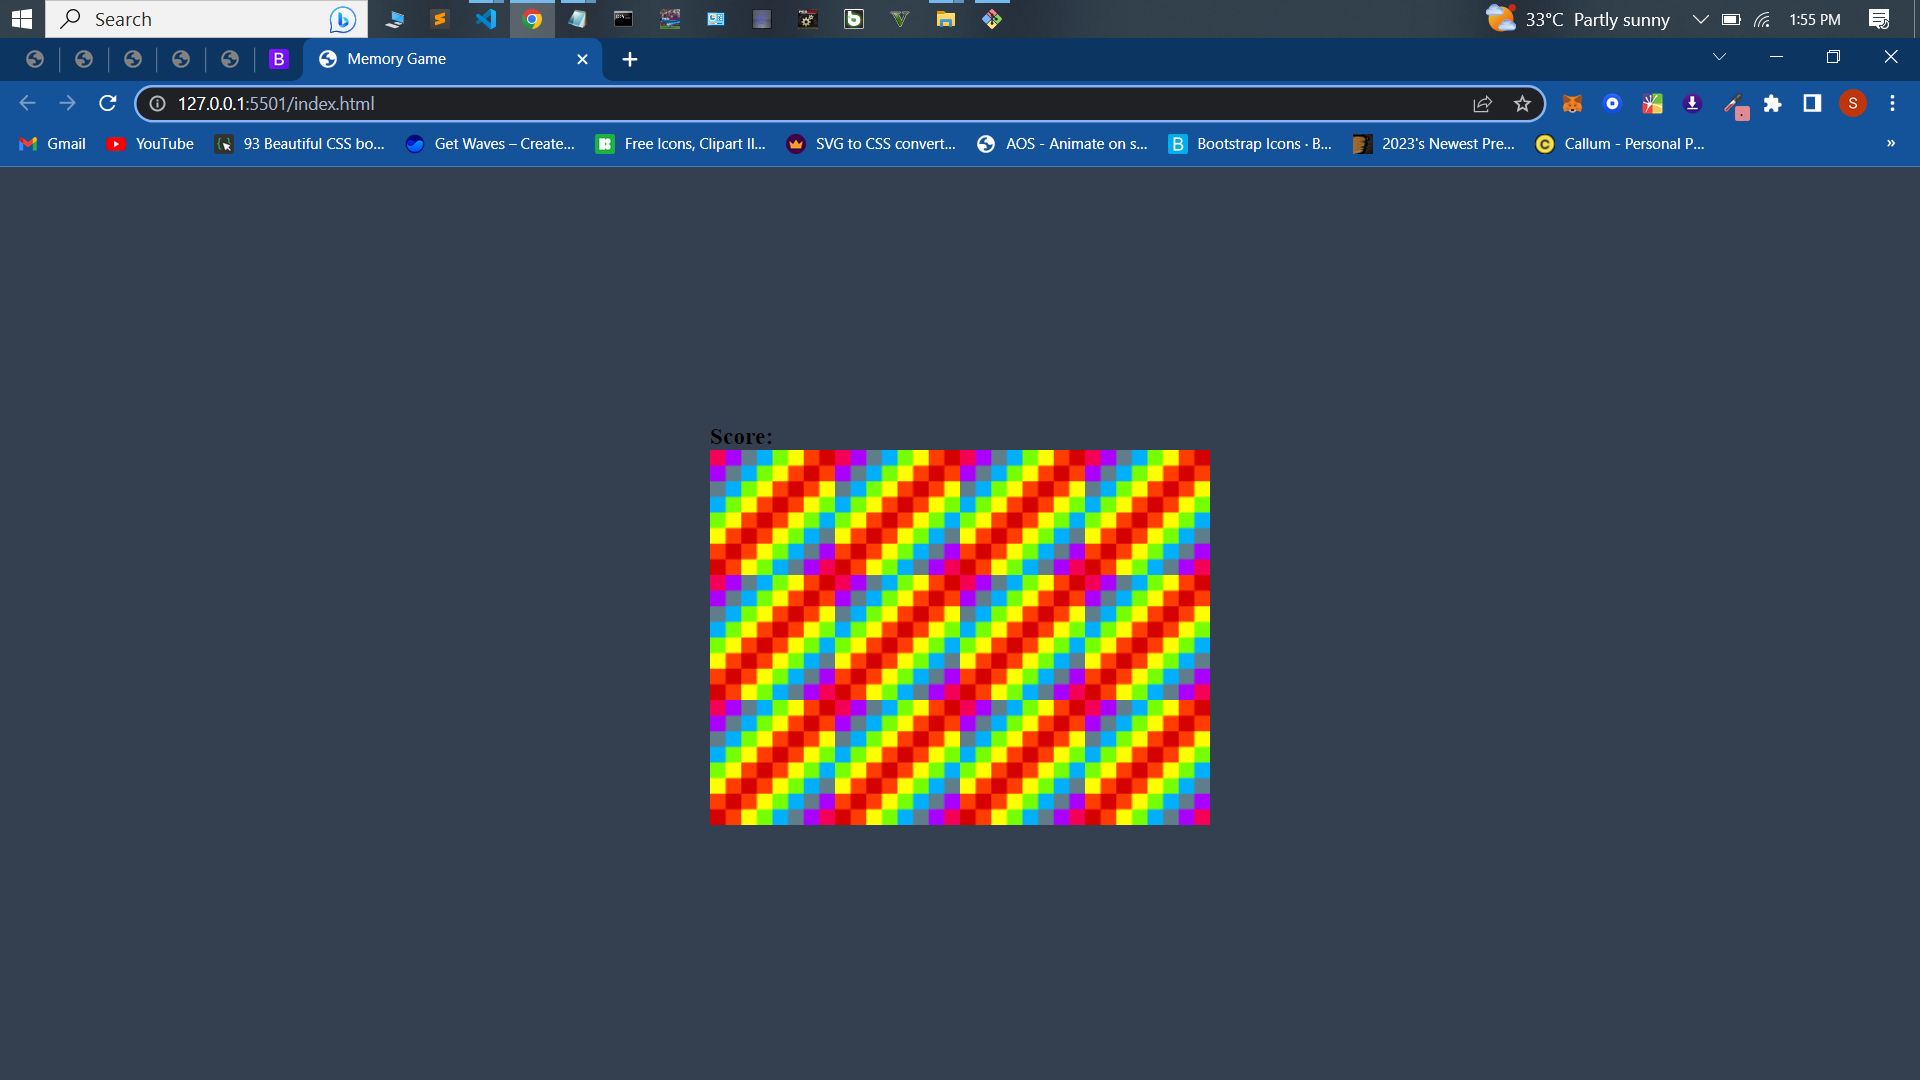 Search
33°C Partly sunny
1:55 PM
B
Memory Game
127.0.0.1:5501/index.html
S
Gmail
YouTube
93 Beautiful CSS bo...
Get Waves – Create...
Free Icons, Clipart Il...
SVG to CSS convert...
AOS - Animate on s...
B
Bootstrap Icons · B...
2023's Newest Pre...
C
Callum - Personal P...
»
Score: